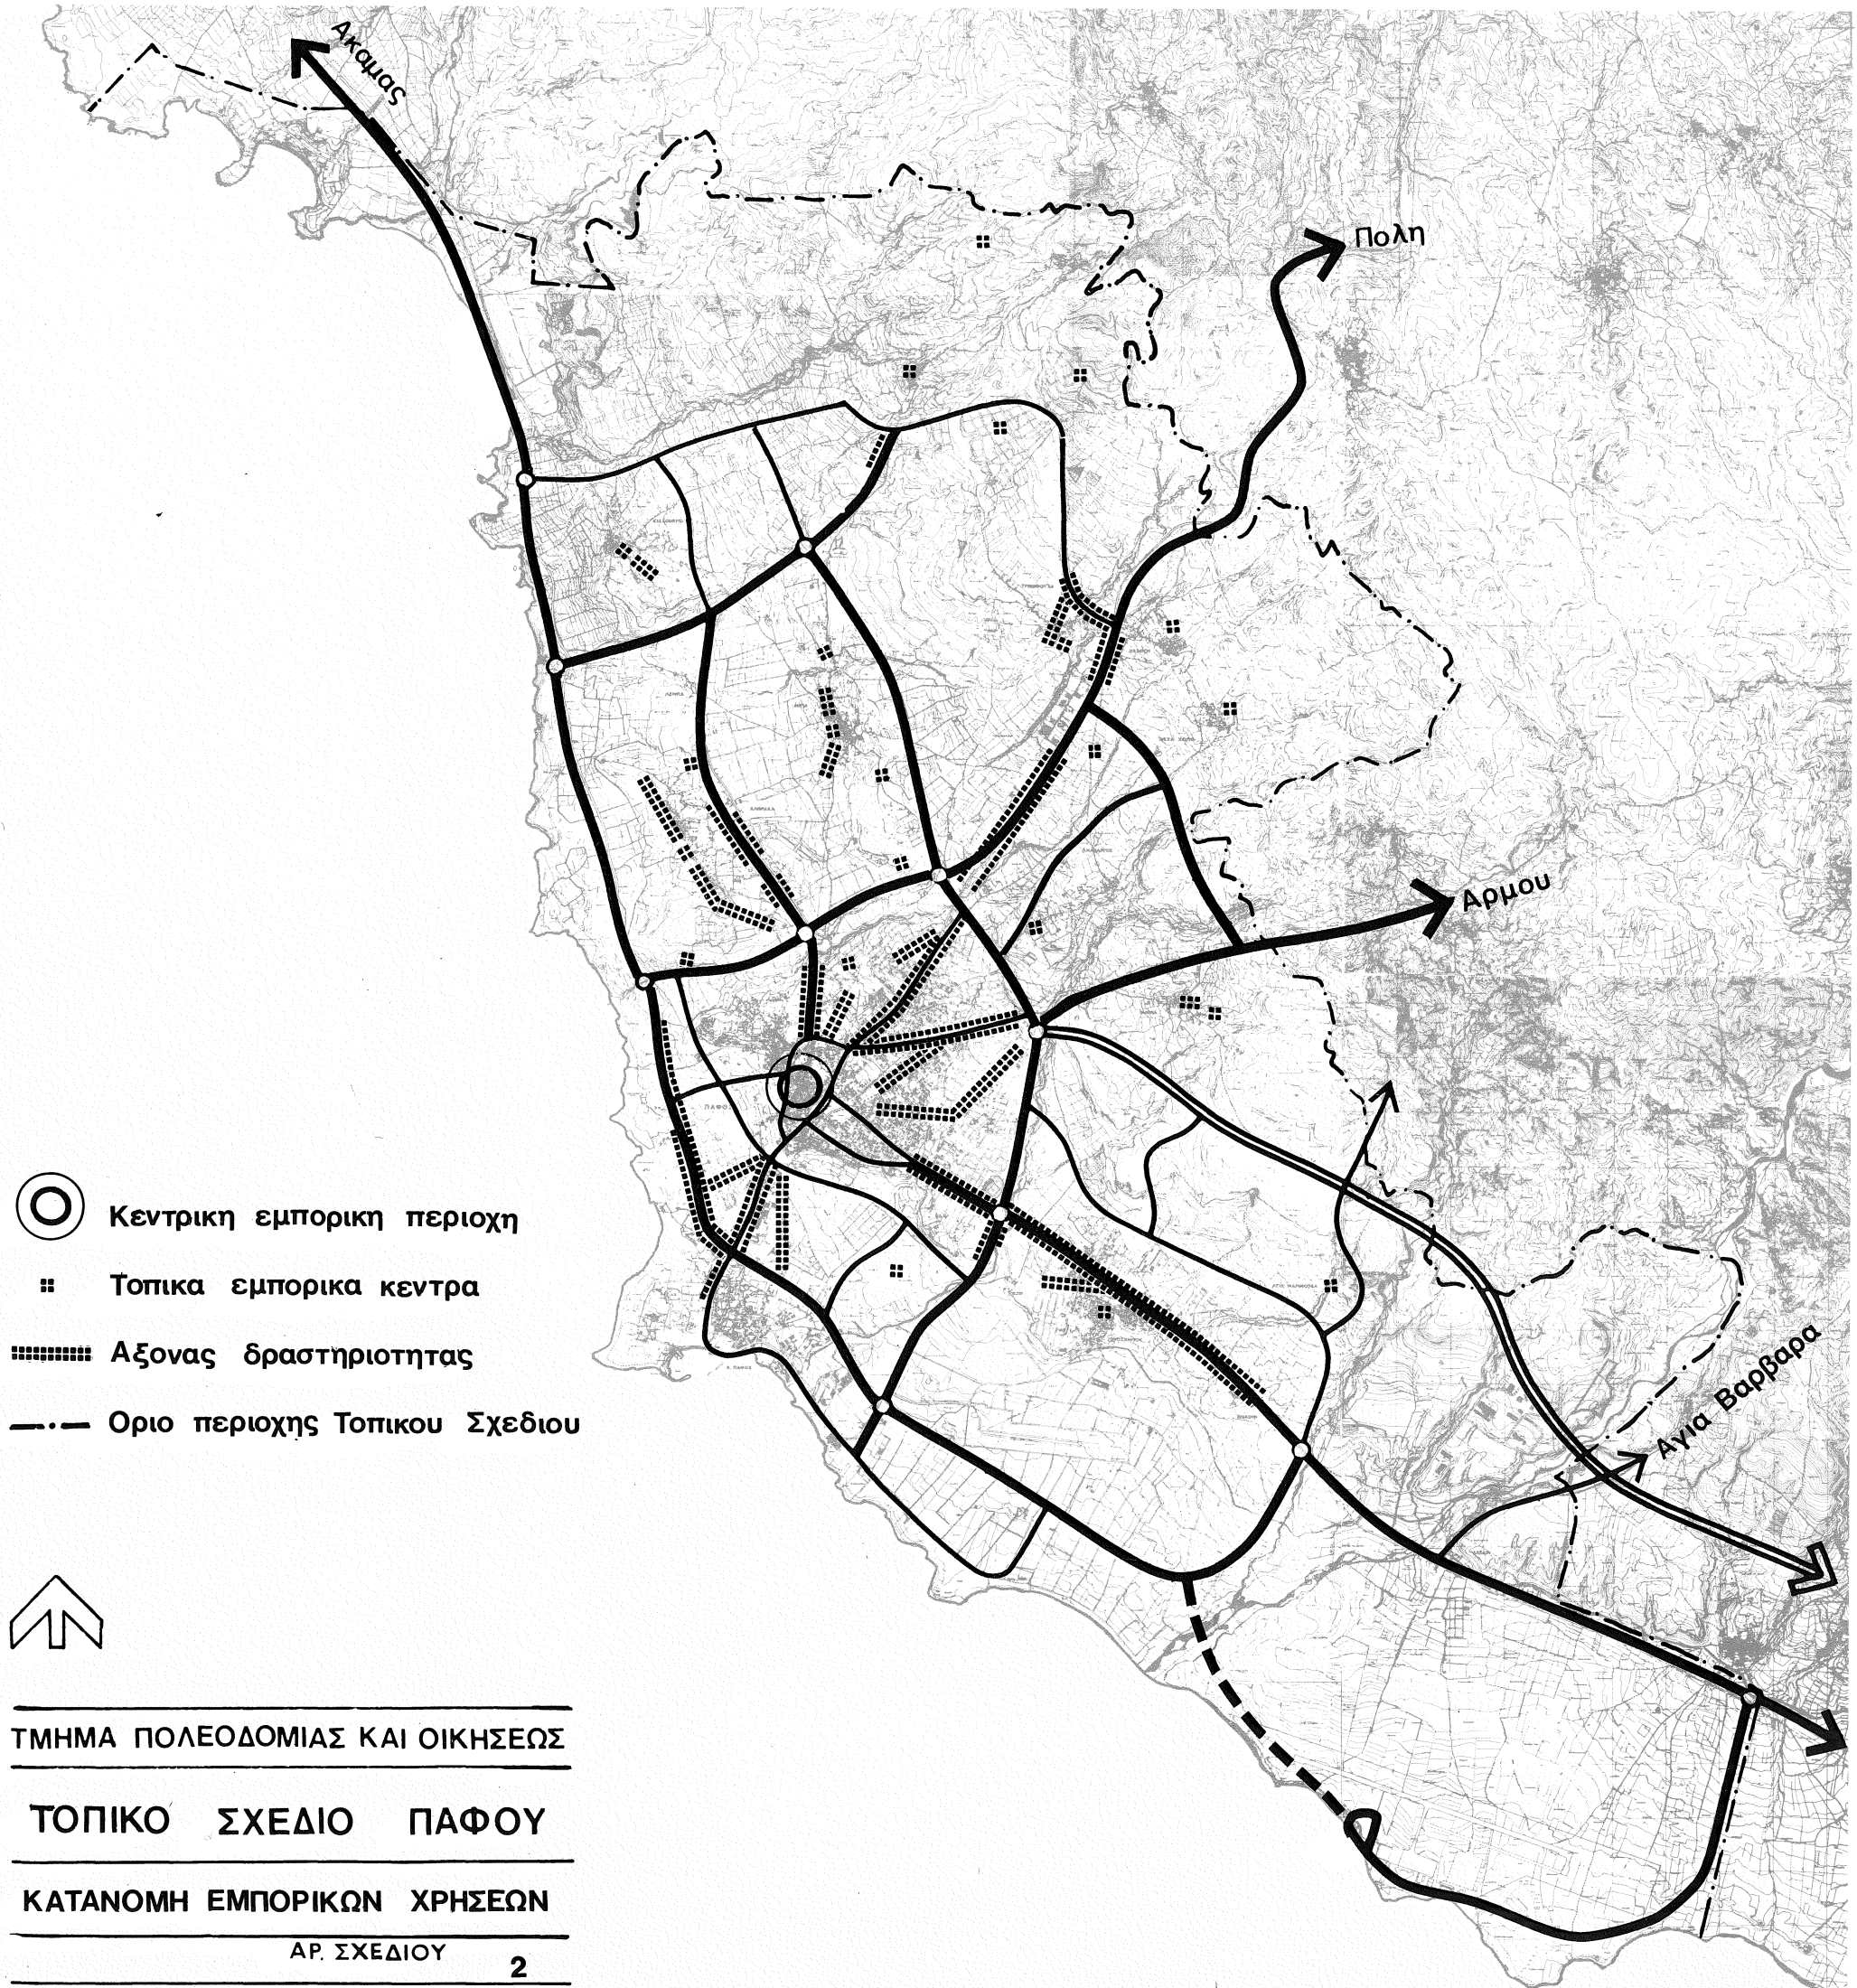 Ακαμας
Πολη
Αρμου
ΠΑΦΟΣ
Κεντρικη εμπορικη περιοχη
Τοπικα εμπορικα κεντρα
Αξονας δραστηριοτητας
Οριο περιοχης Τοπικου Σχεδιου
Αγια Βαρβαρα
ΤΜΗΜΑ ΠΟΛΕΟΔΟΜΙΑΣ ΚΑΙ ΟΙΚΗΣΕΩΣ
ΤΟΠΙΚΟ ΣΧΕΔΙΟ ΠΑΦΟΥ
ΚΑΤΑΝΟΜΗ ΕΜΠΟΡΙΚΩΝ ΧΡΗΣΕΩΝ
ΑΡ. ΣΧΕΔΙΟΥ 2